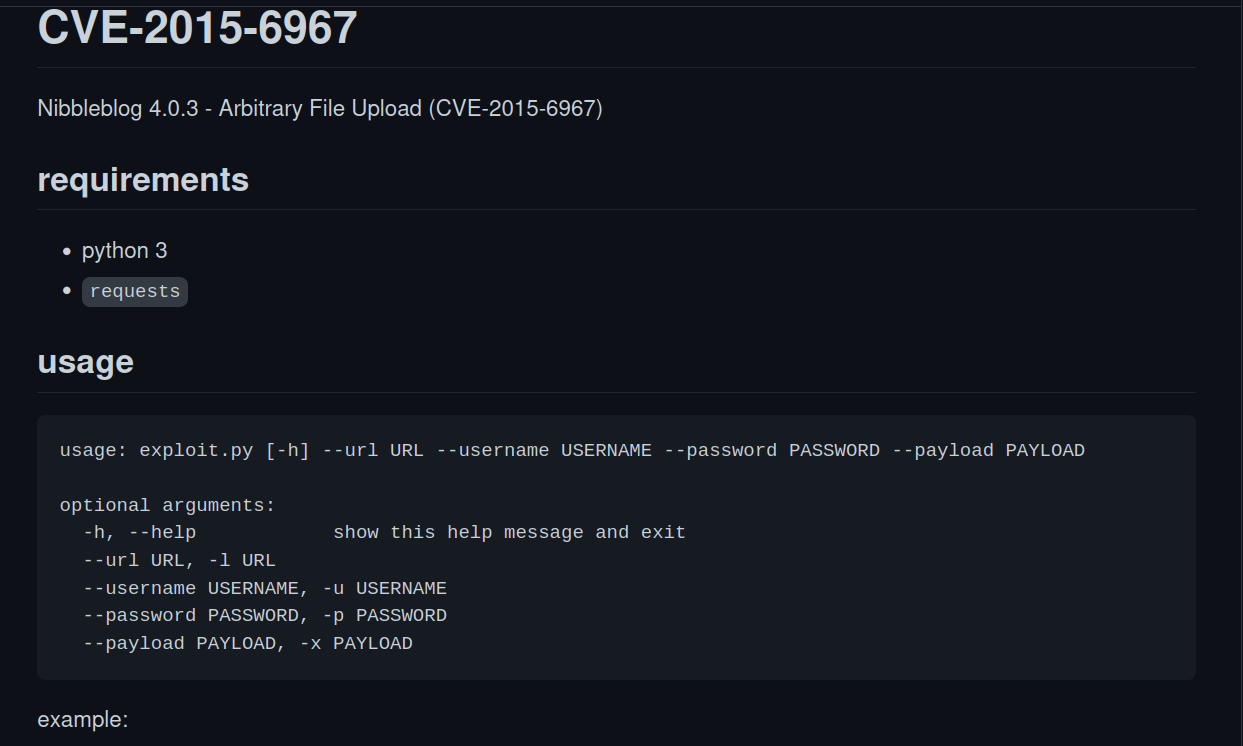 CVE-2015-6967
Nibbleblog 4.0.3 - Arbitrary File Upload (CVE-2015-6967)
requirements
• python 3
• requests
usage
usage: exploit.py [-h] --url URL --username USERNAME --password PASSWORD --payload PAYLOAD
optional arguments:
  -h, --help            show this help message and exit
  --url URL, -l URL
  --username USERNAME, -u USERNAME
  --password PASSWORD, -p PASSWORD
  --payload PAYLOAD, -x PAYLOAD
example: